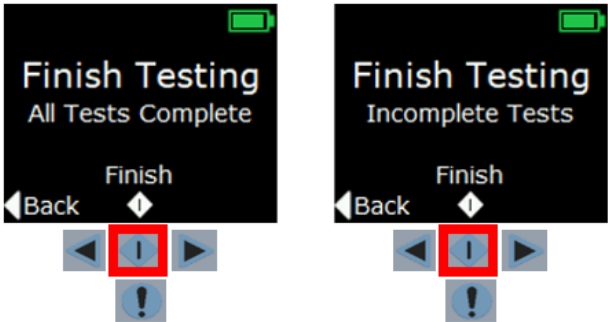 Finish Testing
All Tests Complete
Finish
Back
Finish Testing
Incomplete Tests
Finish
Back